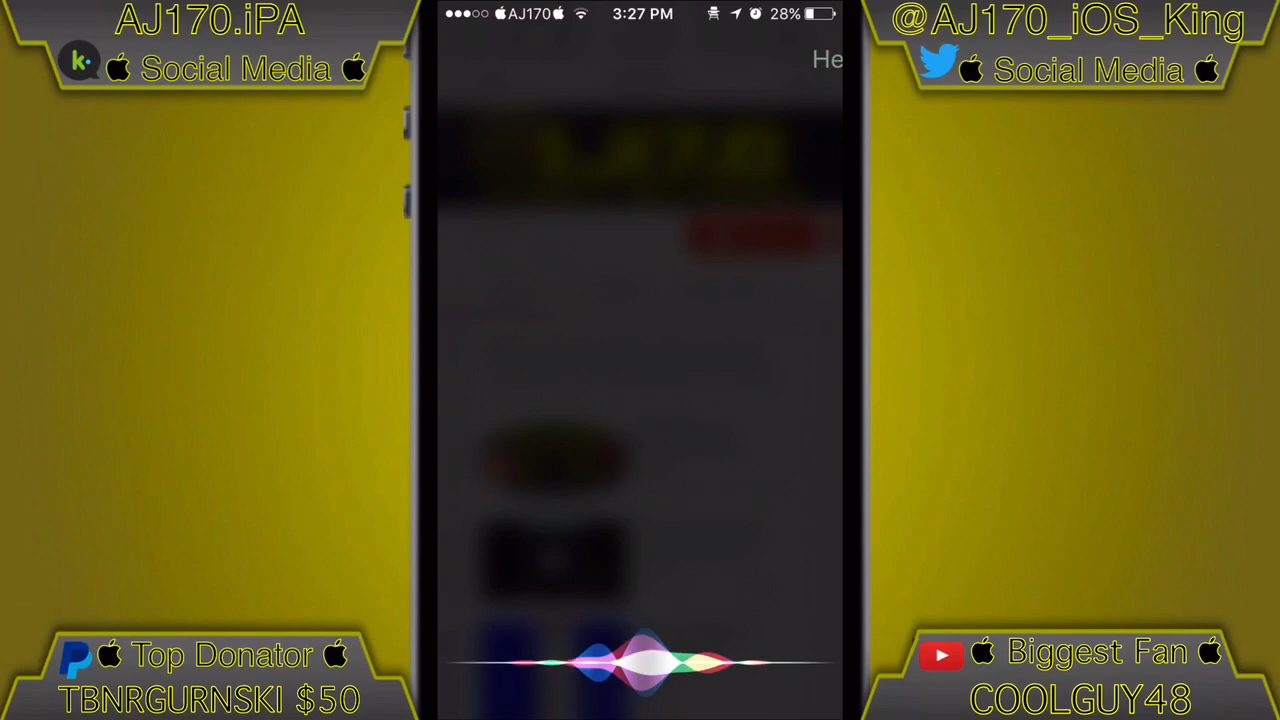 AJ170.iPA
k.
Social Media
●●●○○ AJ170 3:27 PM 28%
He
@AJ170_iOS_King
Social Media
Top Donator
TBNRGURNSKI $50
Biggest Fan
COOLGUY48